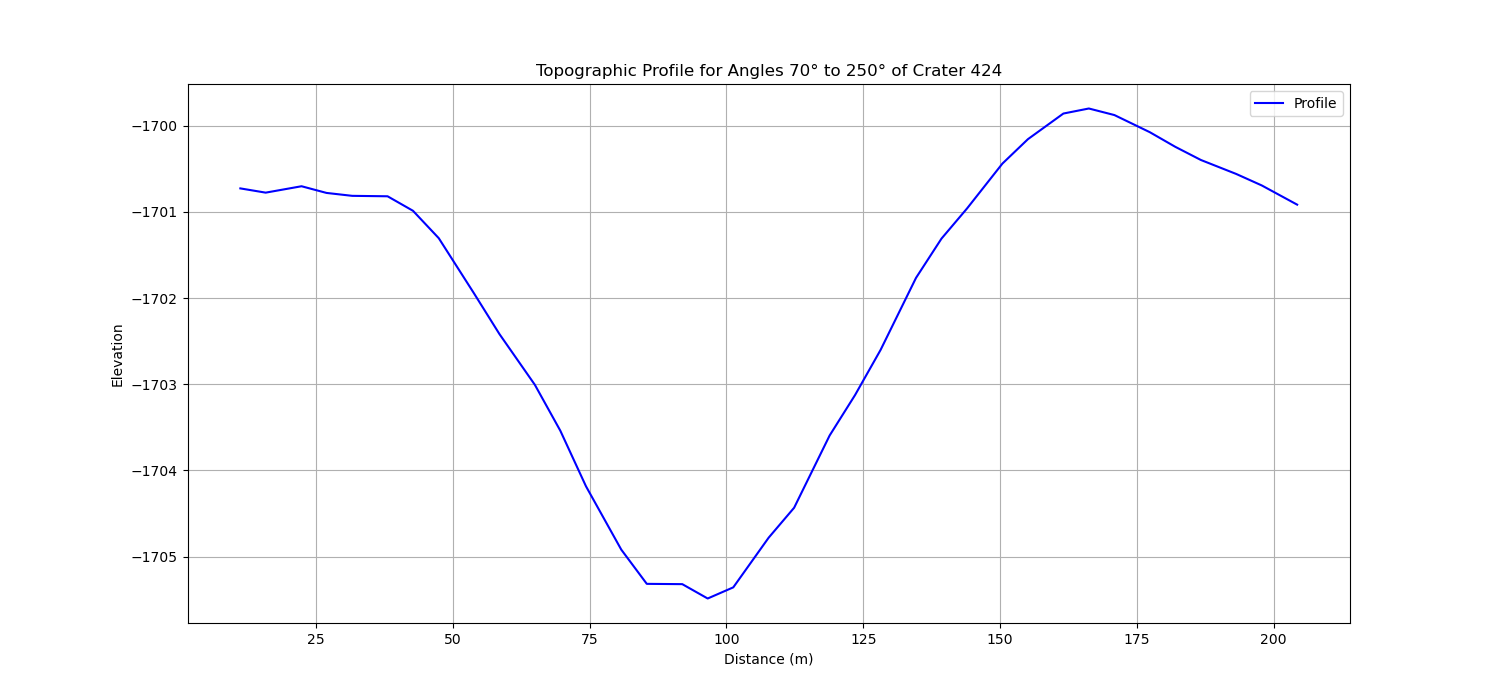 Topographic Profile for Angles 70° to 250° of Crater 424
Profile
−1700
−1701
−1702
−1703
−1704
−1705
Elevation
25 50 75 100 125 150 175 200
Distance (m)